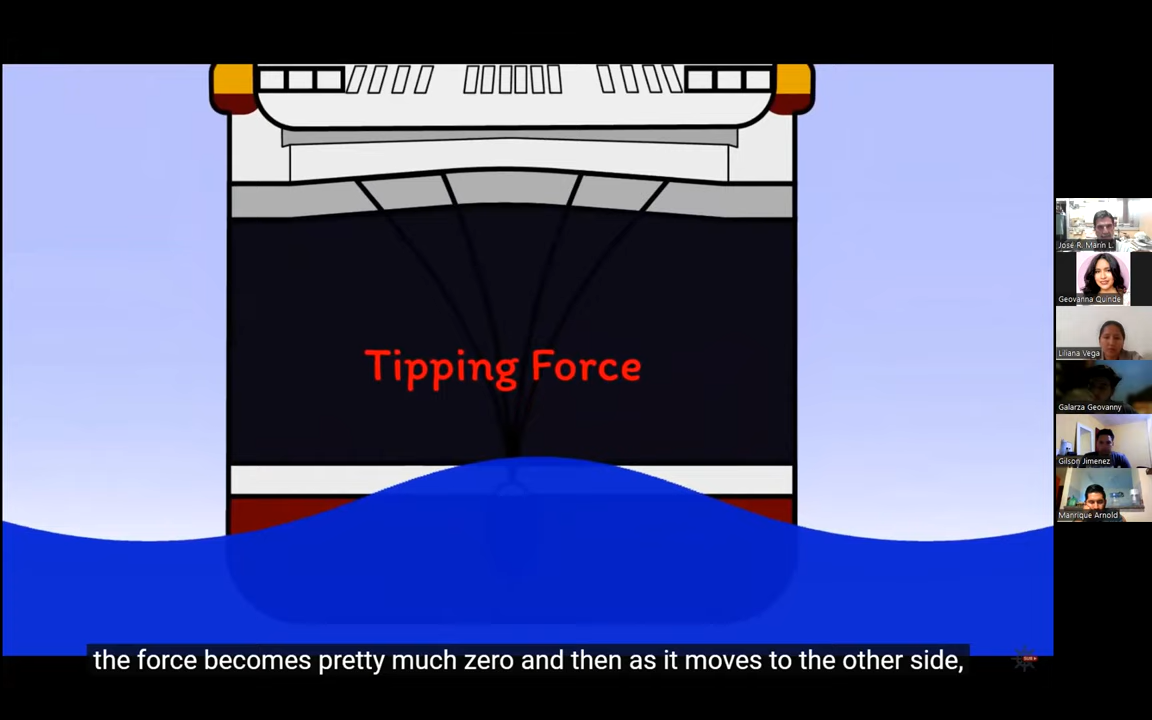 Tipping Force
the force becomes pretty much zero and then as it moves to the other side,
José R. Marín L.
Geovanna Quinde
Liliana Vega
Galarza Geovanny
Gilson Jimenez
Manrique Arnold